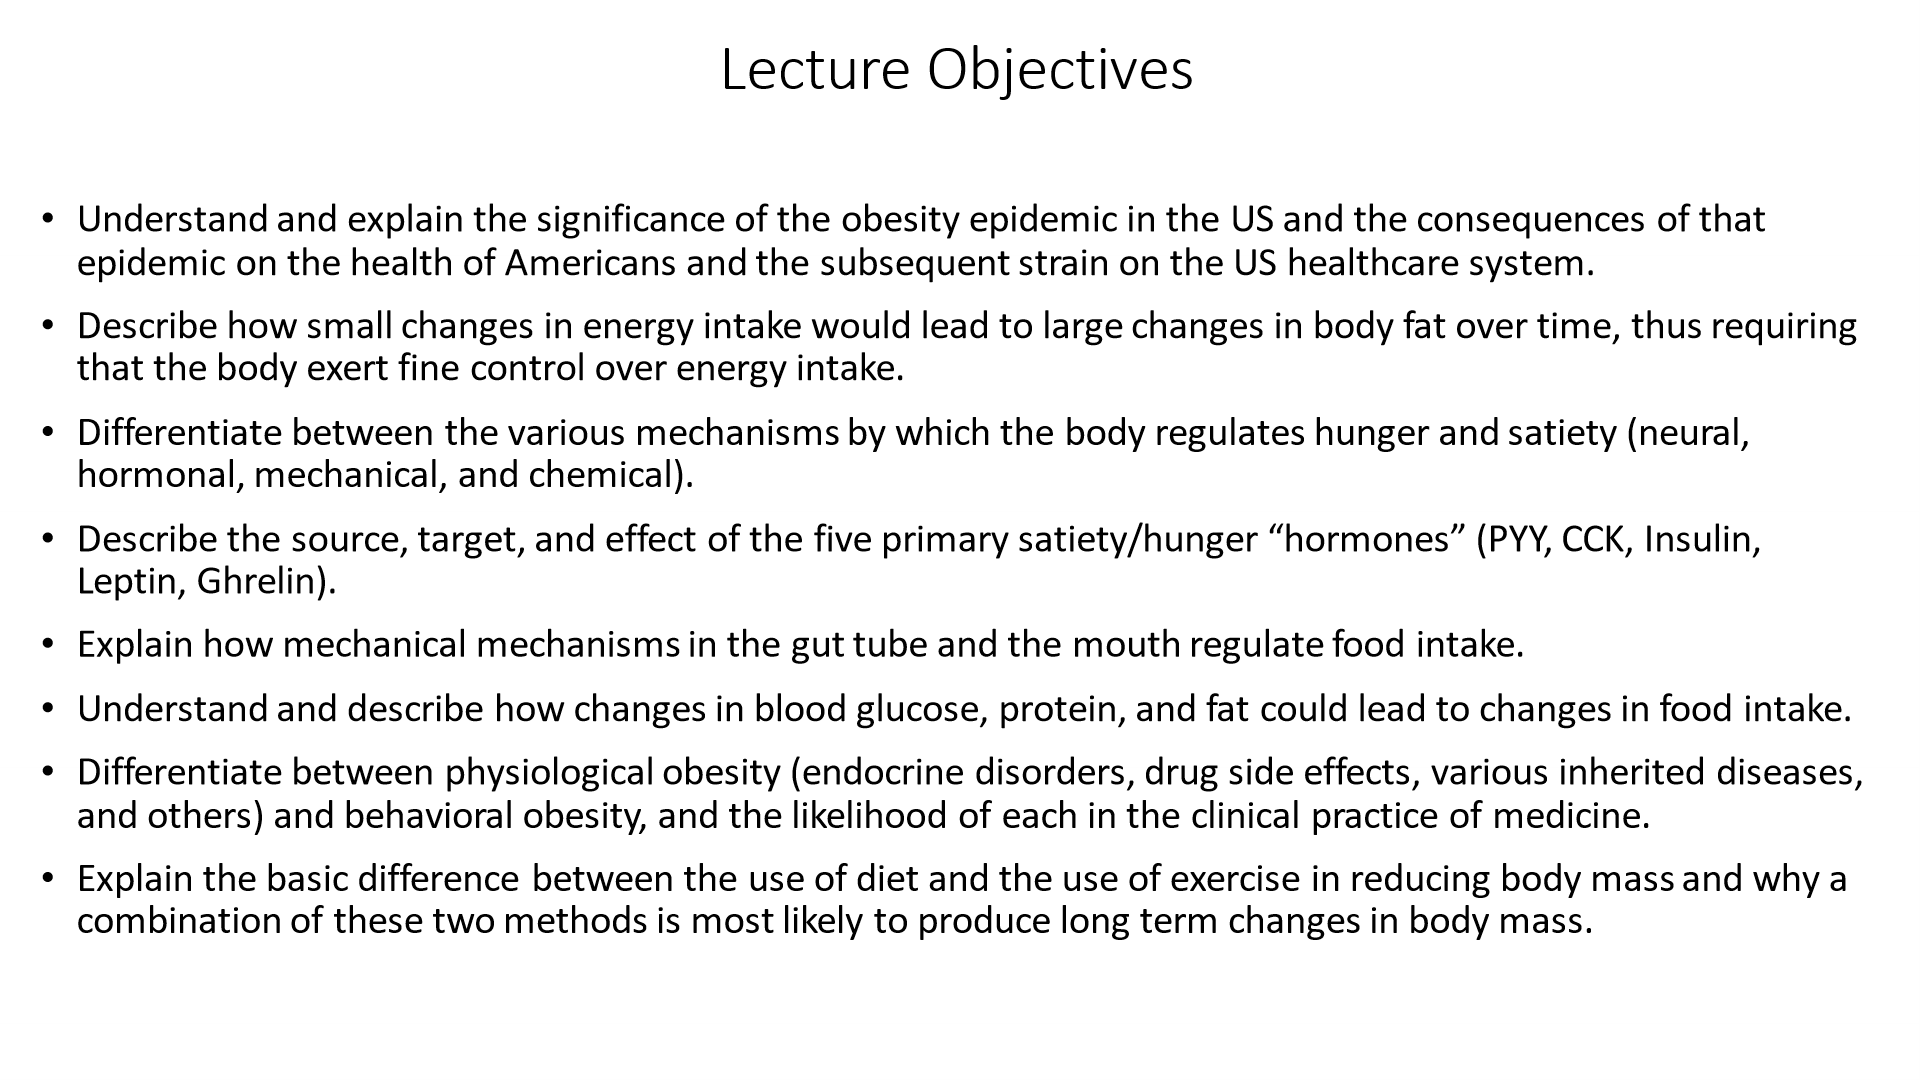 Lecture Objectives
• Understand and explain the significance of the obesity epidemic in the US and the consequences of that
epidemic on the health of Americans and the subsequent strain on the US healthcare system.
• Describe how small changes in energy intake would lead to large changes in body fat over time, thus requiring
that the body exert fine control over energy intake.
• Differentiate between the various mechanisms by which the body regulates hunger and satiety (neural,
hormonal, mechanical, and chemical).
• Describe the source, target, and effect of the five primary satiety/hunger “hormones” (PYY, CCK, Insulin,
Leptin, Ghrelin).
• Explain how mechanical mechanisms in the gut tube and the mouth regulate food intake.
• Understand and describe how changes in blood glucose, protein, and fat could lead to changes in food intake.
• Differentiate between physiological obesity (endocrine disorders, drug side effects, various inherited diseases,
and others) and behavioral obesity, and the likelihood of each in the clinical practice of medicine.
• Explain the basic difference between the use of diet and the use of exercise in reducing body mass and why a
combination of these two methods is most likely to produce long term changes in body mass.